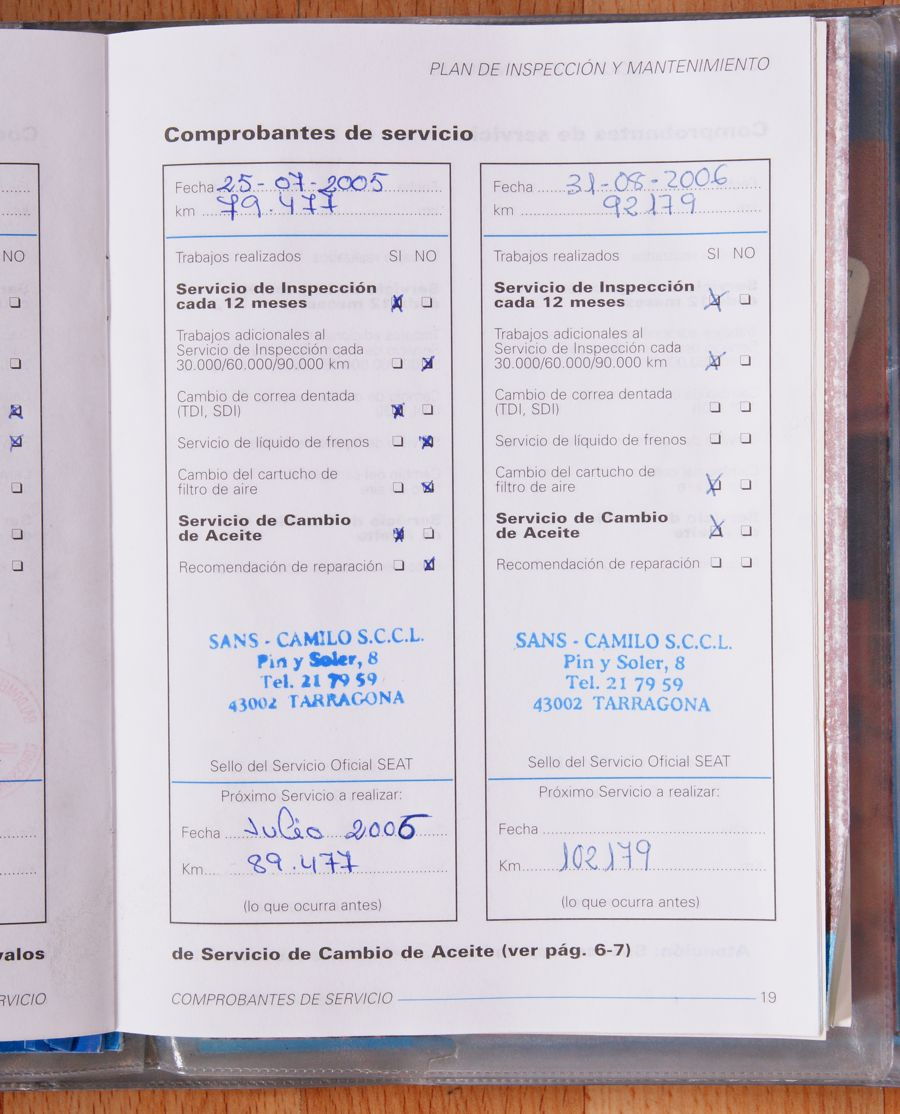 PLAN DE INSPECCIÓN Y MANTENIMIENTO
Comprobantes de servicio
Fecha 25-07-2005
km 79.477
Trabajos realizados SI NO
Servicio de Inspección
cada 12 meses
Trabajos adicionales al
Servicio de Inspección cada
30.000/60.000/90.000 km
Cambio de correa dentada
(TDI, SDI)
Servicio de líquido de frenos
Cambio del cartucho de
filtro de aire
Servicio de Cambio
de Aceite
Recomendación de reparación
SANS - CAMILO S.C.C.L.
Pin y Soler, 8
Tel. 21 79 59
43002 TARRAGONA
Sello del Servicio Oficial SEAT
Próximo Servicio a realizar:
Fecha Julio 2006
Km 89.477
(lo que ocurra antes)
Fecha 31-08-2006
km 92179
Trabajos realizados SI NO
Servicio de Inspección
cada 12 meses
Trabajos adicionales al
Servicio de Inspección cada
30.000/60.000/90.000 km
Cambio de correa dentada
(TDI, SDI)
Servicio de líquido de frenos
Cambio del cartucho de
filtro de aire
Servicio de Cambio
de Aceite
Recomendación de reparación
SANS - CAMILO S.C.C.L.
Pin y Soler, 8
Tel. 21 79 59
43002 TARRAGONA
Sello del Servicio Oficial SEAT
Próximo Servicio a realizar:
Fecha
Km 102179
(lo que ocurra antes)
de Servicio de Cambio de Aceite (ver pág. 6-7)
COMPROBANTES DE SERVICIO 19
NO